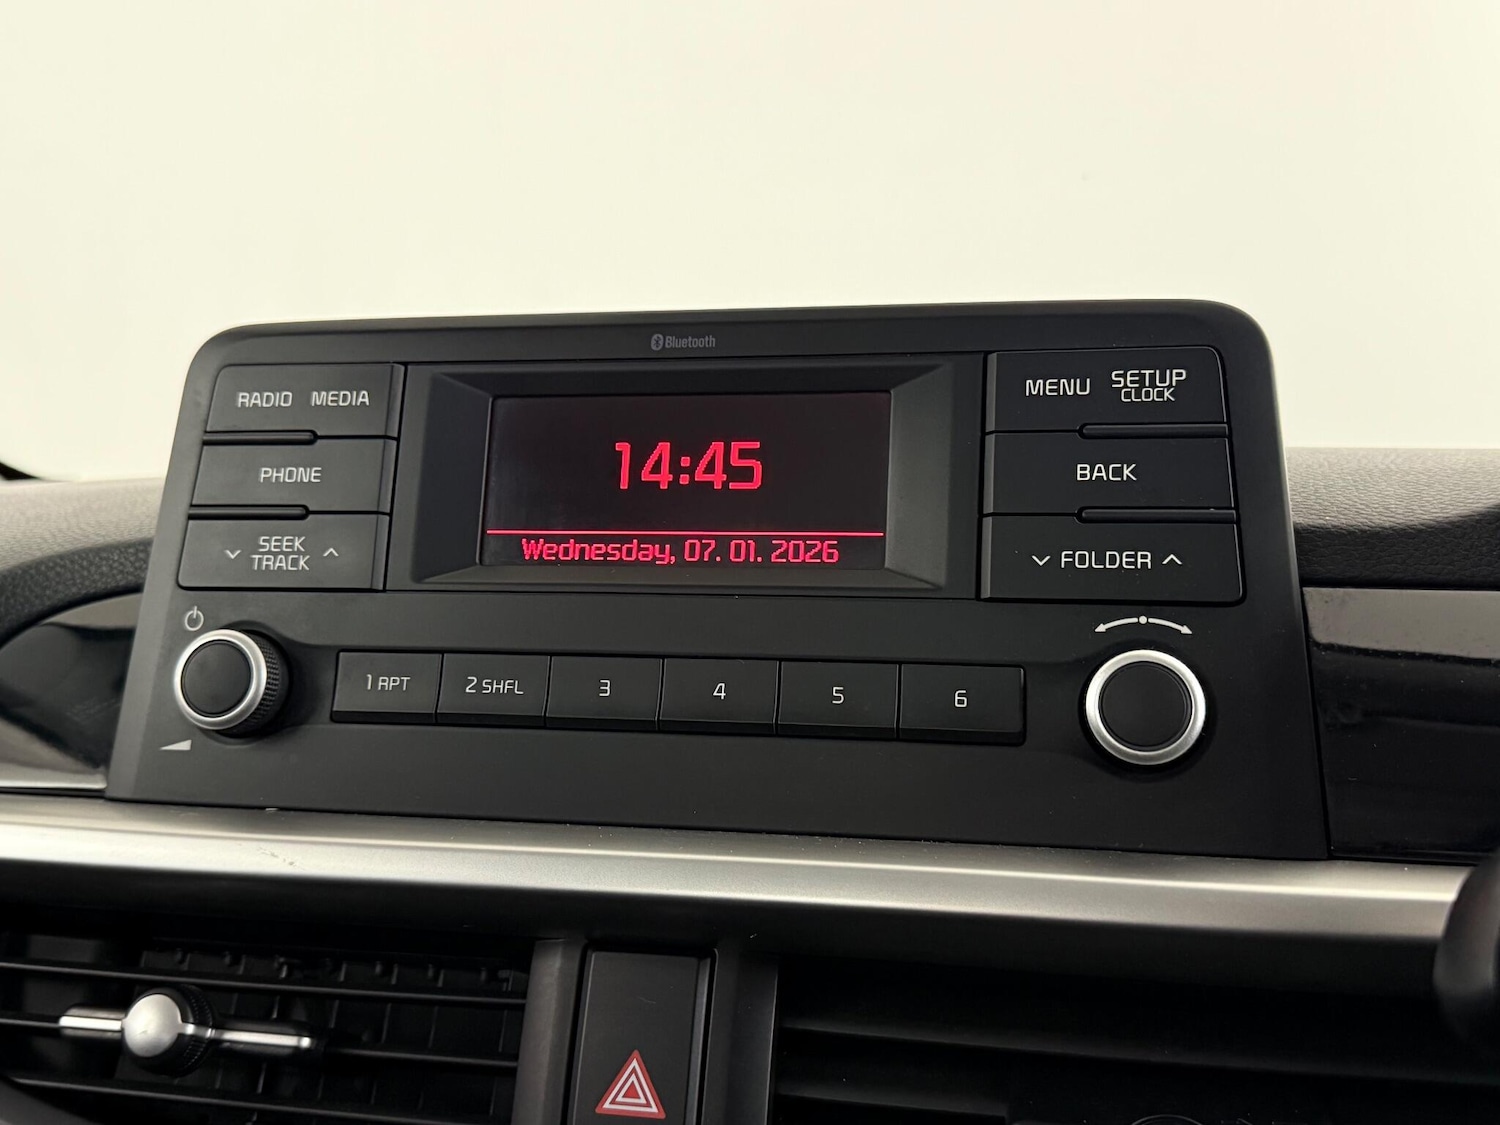 Bluetooth
RADIO MEDIA
PHONE
SEEK
TRACK
14:45
Wednesday, 07. 01. 2026
MENU SETUP
CLOCK
BACK
FOLDER
1 RPT
2 SHFL
3
4
5
6